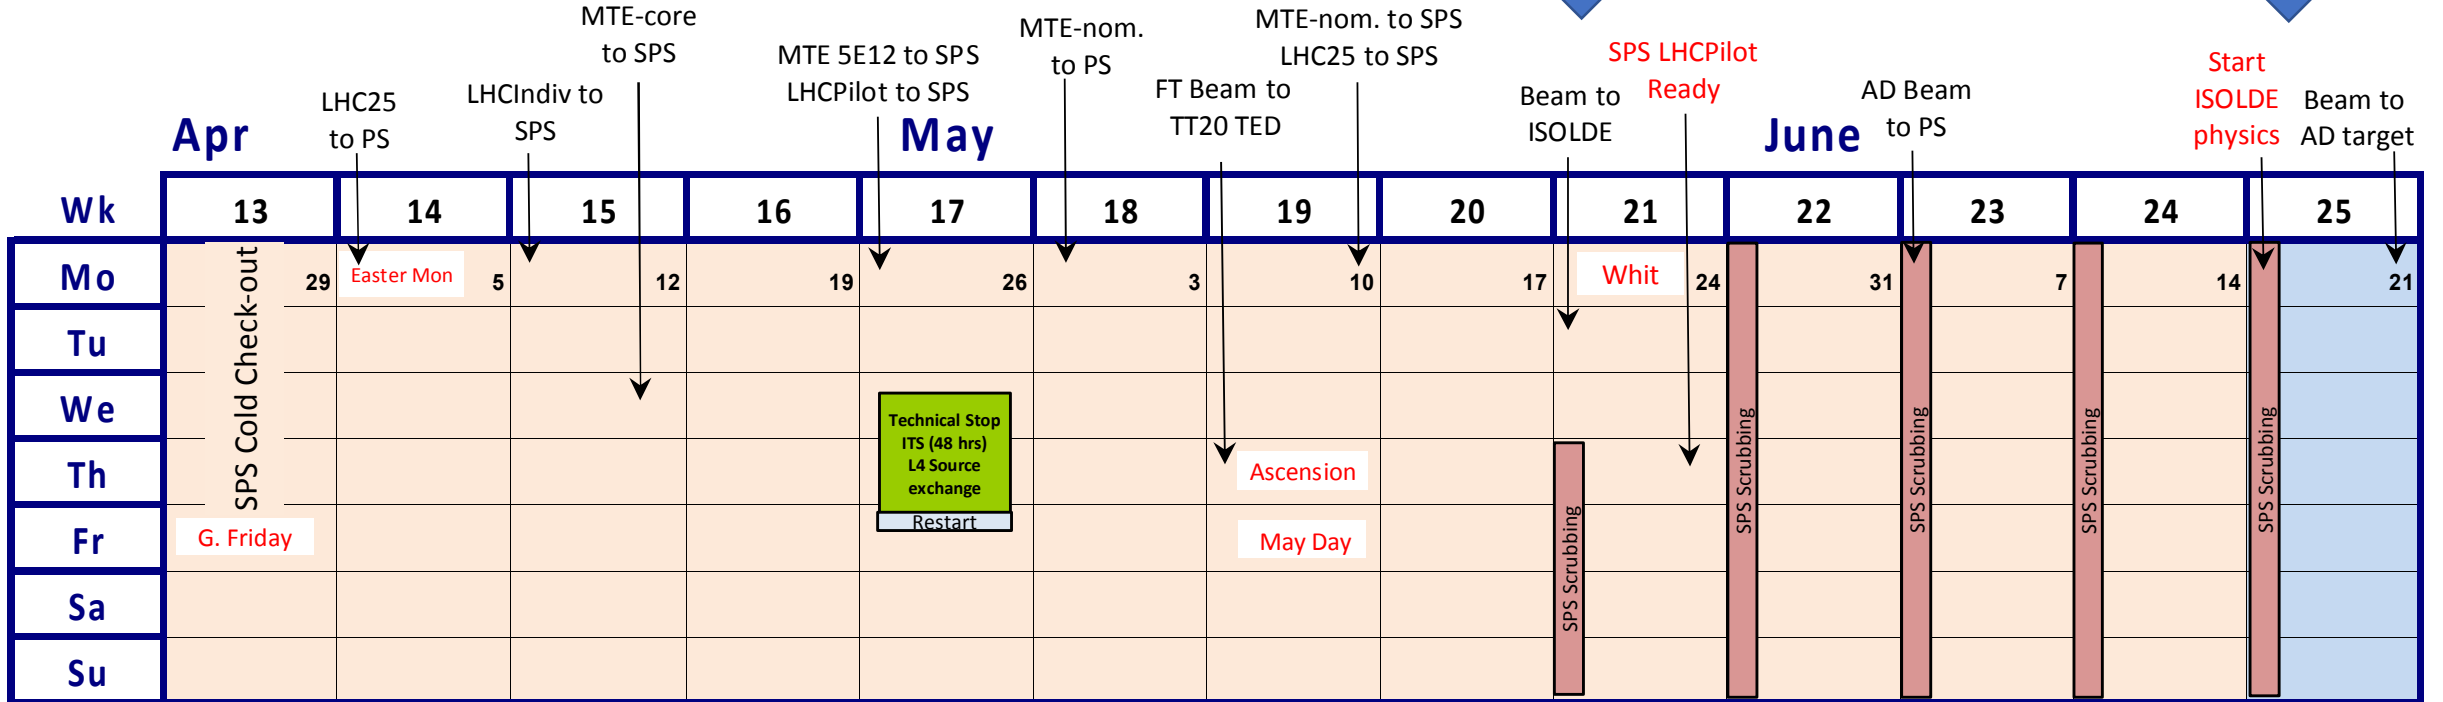 MTE-core
to SPS
MTE-nom.
to PS
MTE-nom. to SPS
LHC25 to SPS
MTE 5E12 to SPS
LHCPilot to SPS
SPS LHCPilot
Ready
Start
ISOLDE
physics
LHC25
to PS
LHCIndiv to
SPS
FT Beam to
TT20 TED
Beam to
ISOLDE
AD Beam
to PS
Beam to
AD target
Apr May June
Wk 13 14 15 16 17 18 19 20 21 22 23 24 25
Mo 29 Easter Mon 5 12 19 26 3 10 17 Whit 24 31 7 14 21
Tu
We
Th
Fr
Sa
Su
SPS Cold Check-out
G. Friday
Technical Stop
ITS (48 hrs)
L4 Source
exchange
Restart
Ascension
May Day
SPS Scrubbing
SPS Scrubbing
SPS Scrubbing
SPS Scrubbing
SPS Scrubbing